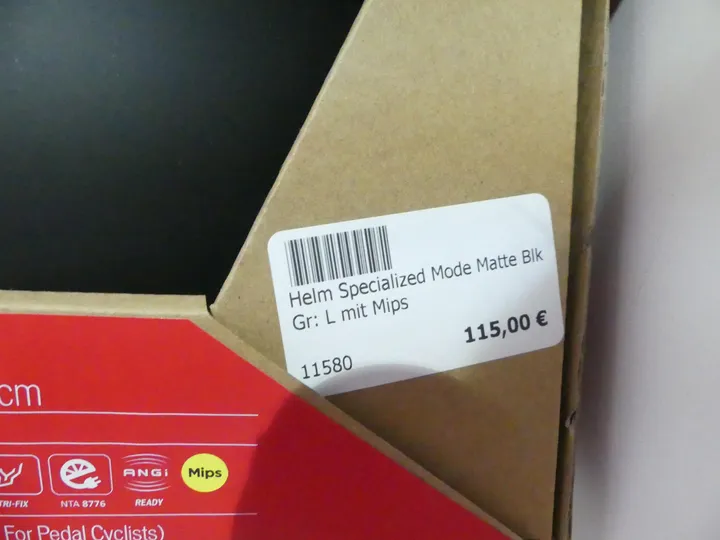 Helm Specialized Mode Matte Blk
Gr: L mit Mips
115,00 €
11580
cm
TRI-FIX
NTA 8776
ANGi
READY
Mips
For Pedal Cyclists)